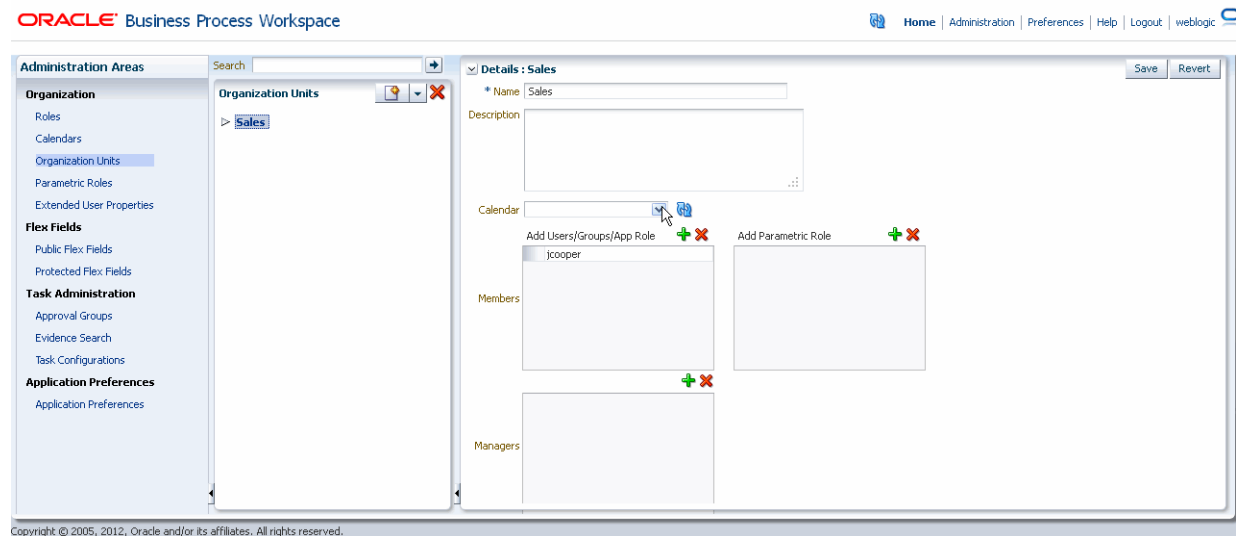 ORACLE® Business Process Workspace
Home | Administration | Preferences | Help | Logout | weblogic
Administration Areas
Organization
Roles
Calendars
Organization Units
Parametric Roles
Extended User Properties
Flex Fields
Public Flex Fields
Protected Flex Fields
Task Administration
Approval Groups
Evidence Search
Task Configurations
Application Preferences
Application Preferences
Search
Organization Units
Sales
Details : Sales
Save Revert
* Name Sales
Description
Calendar
Add Users/Groups/App Role Add Parametric Role
jcooper
Members
Managers
Copyright © 2005, 2012, Oracle and/or its affiliates. All rights reserved.